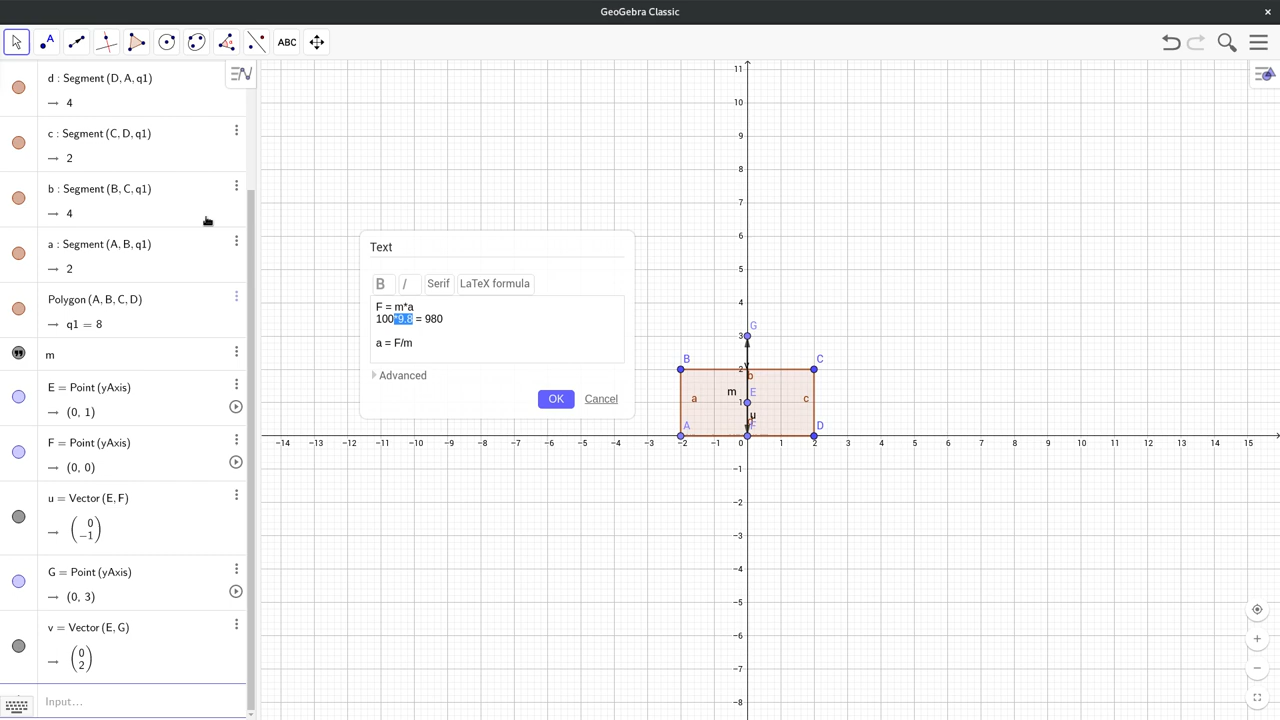 GeoGebra Classic
×
ABC
d : Segment (D, A, q1)
→ 4
c : Segment (C, D, q1)
→ 2
b : Segment (B, C, q1)
→ 4
a : Segment (A, B, q1)
→ 2
Polygon (A, B, C, D)
→ q1 = 8
m
E = Point (yAxis)
→ (0, 1)
F = Point (yAxis)
→ (0, 0)
u = Vector (E, F)
→ (0 −1)
G = Point (yAxis)
→ (0, 3)
v = Vector (E, G)
→ (0 2)
Input…
Text
B I Serif LaTeX formula
F = m*a
100*9.8 = 980
a = F/m
Advanced
OK Cancel
11
10
9
8
7
6
5
4
3 G
B 2 C
b
a m E c
1
u
A F D
−14 −13 −12 −11 −10 −9 −8 −7 −6 −5 −4 −3 −2 −1 0 1 2 3 4 5 6 7 8 9 10 11 12 13 14 15
−1
−2
−3
−4
−5
−6
−7
−8